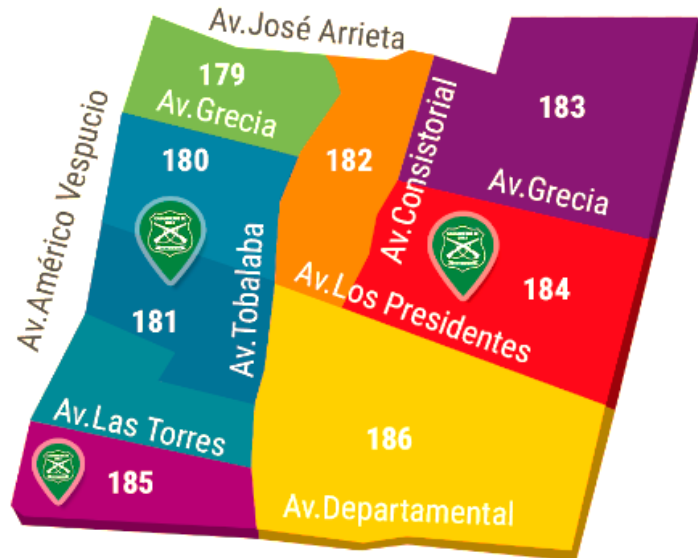 Av.José Arrieta
179
Av.Grecia
Av.Américo Vespucio
180
182
Av.Consistorial
183
Av.Grecia
181
Av.Tobalaba
184
Av.Los Presidentes
Av.Las Torres
185
186
Av.Departamental